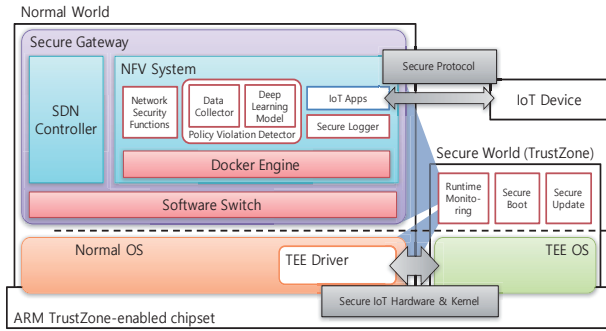 Normal World
Secure Gateway
SDN
Controller
NFV System
Network
Security
Functions
Data
Collector
Deep
Learning
Model
Policy Violation Detector
IoT Apps
Secure Logger
Docker Engine
Software Switch
Secure Protocol
IoT Device
Secure World (TrustZone)
Runtime
Monito-
ring
Secure
Boot
Secure
Update
Normal OS
TEE Driver
TEE OS
Secure IoT Hardware & Kernel
ARM TrustZone-enabled chipset